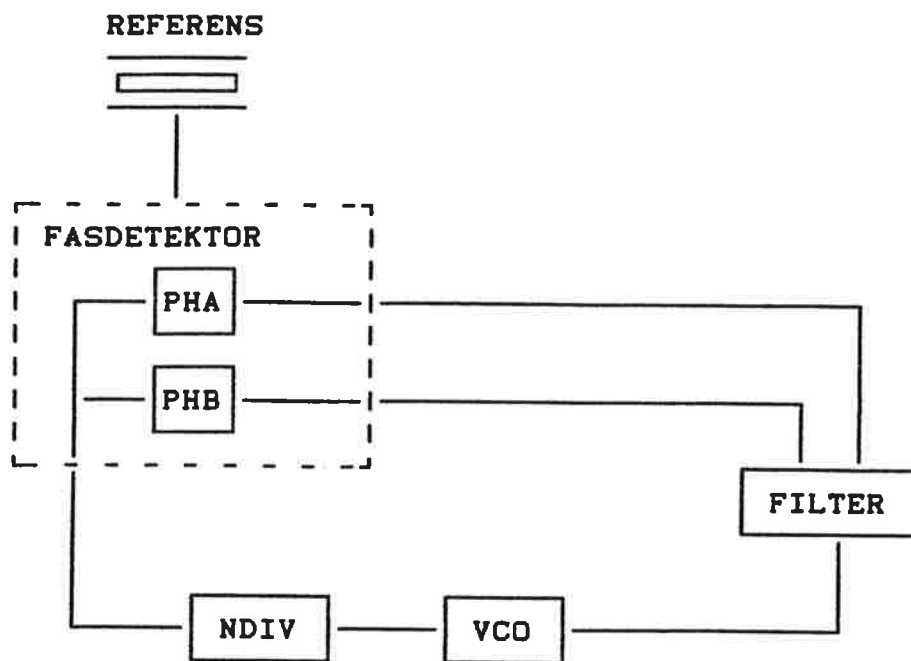 REFERENS
FASDETEKTOR
PHA
PHB
FILTER
NDIV
VCO